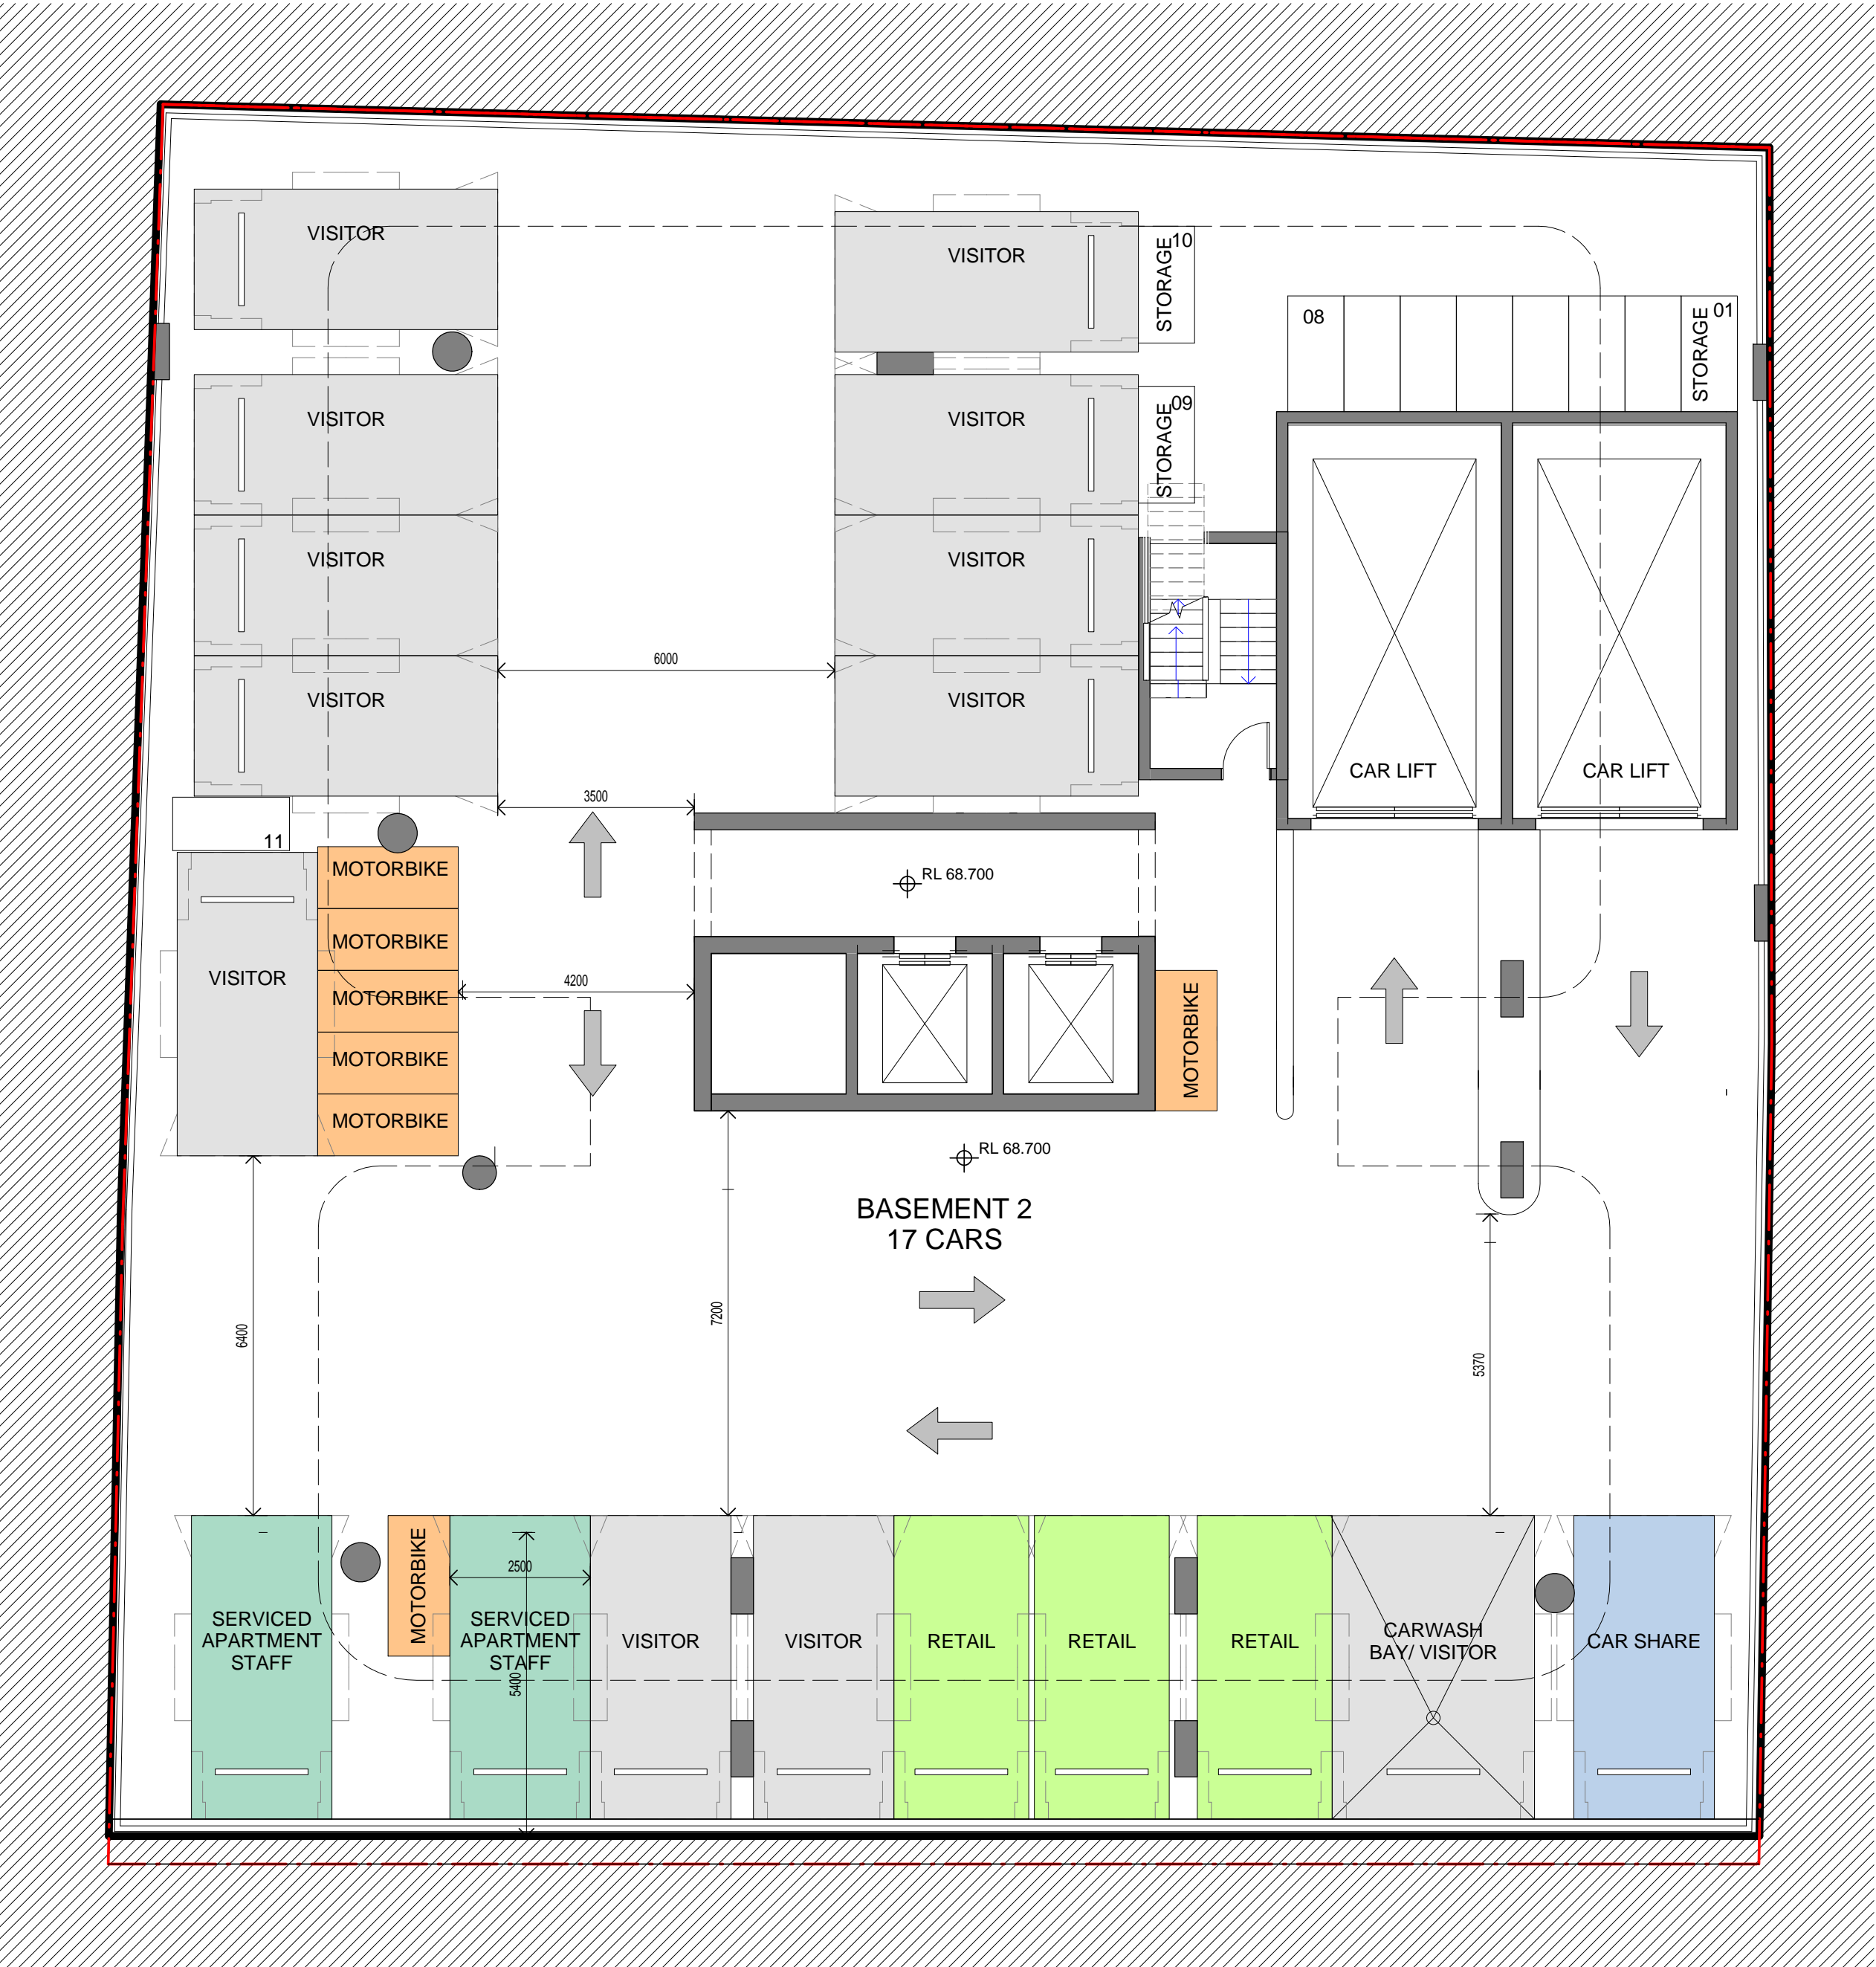 VISITOR
VISITOR
STORAGE
10
08
STORAGE
01
VISITOR
VISITOR
STORAGE
09
VISITOR
VISITOR
6000
VISITOR
VISITOR
CAR LIFT
CAR LIFT
3500
11
MOTORBIKE
RL 68.700
MOTORBIKE
VISITOR
4200
MOTORBIKE
MOTORBIKE
MOTORBIKE
MOTORBIKE
RL 68.700
BASEMENT 2
17 CARS
6400
7200
5370
2500
MOTORBIKE
SERVICED
APARTMENT
STAFF
SERVICED
APARTMENT
STAFF
5400
VISITOR
VISITOR
RETAIL
RETAIL
RETAIL
CARWASH
BAY/ VISITOR
CAR SHARE